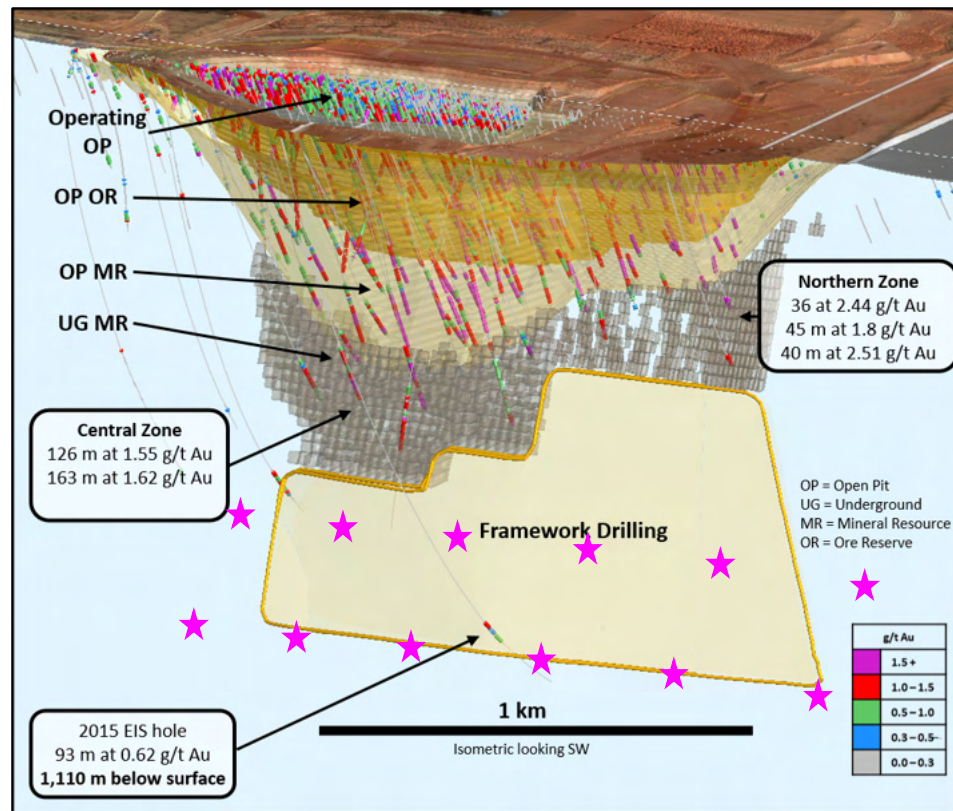 Operating
OP
OP OR
OP MR
UG MR
Northern Zone
36 at 2.44 g/t Au
45 m at 1.8 g/t Au
40 m at 2.51 g/t Au
Central Zone
126 m at 1.55 g/t Au
163 m at 1.62 g/t Au
OP = Open Pit
UG = Underground
MR = Mineral Resource
OR = Ore Reserve
Framework Drilling
g/t Au
1.5 +
1.0 – 1.5
0.5 – 1.0
0.3 – 0.5
0.0 – 0.3
2015 EIS hole
93 m at 0.62 g/t Au
1,110 m below surface
1 km
Isometric looking SW